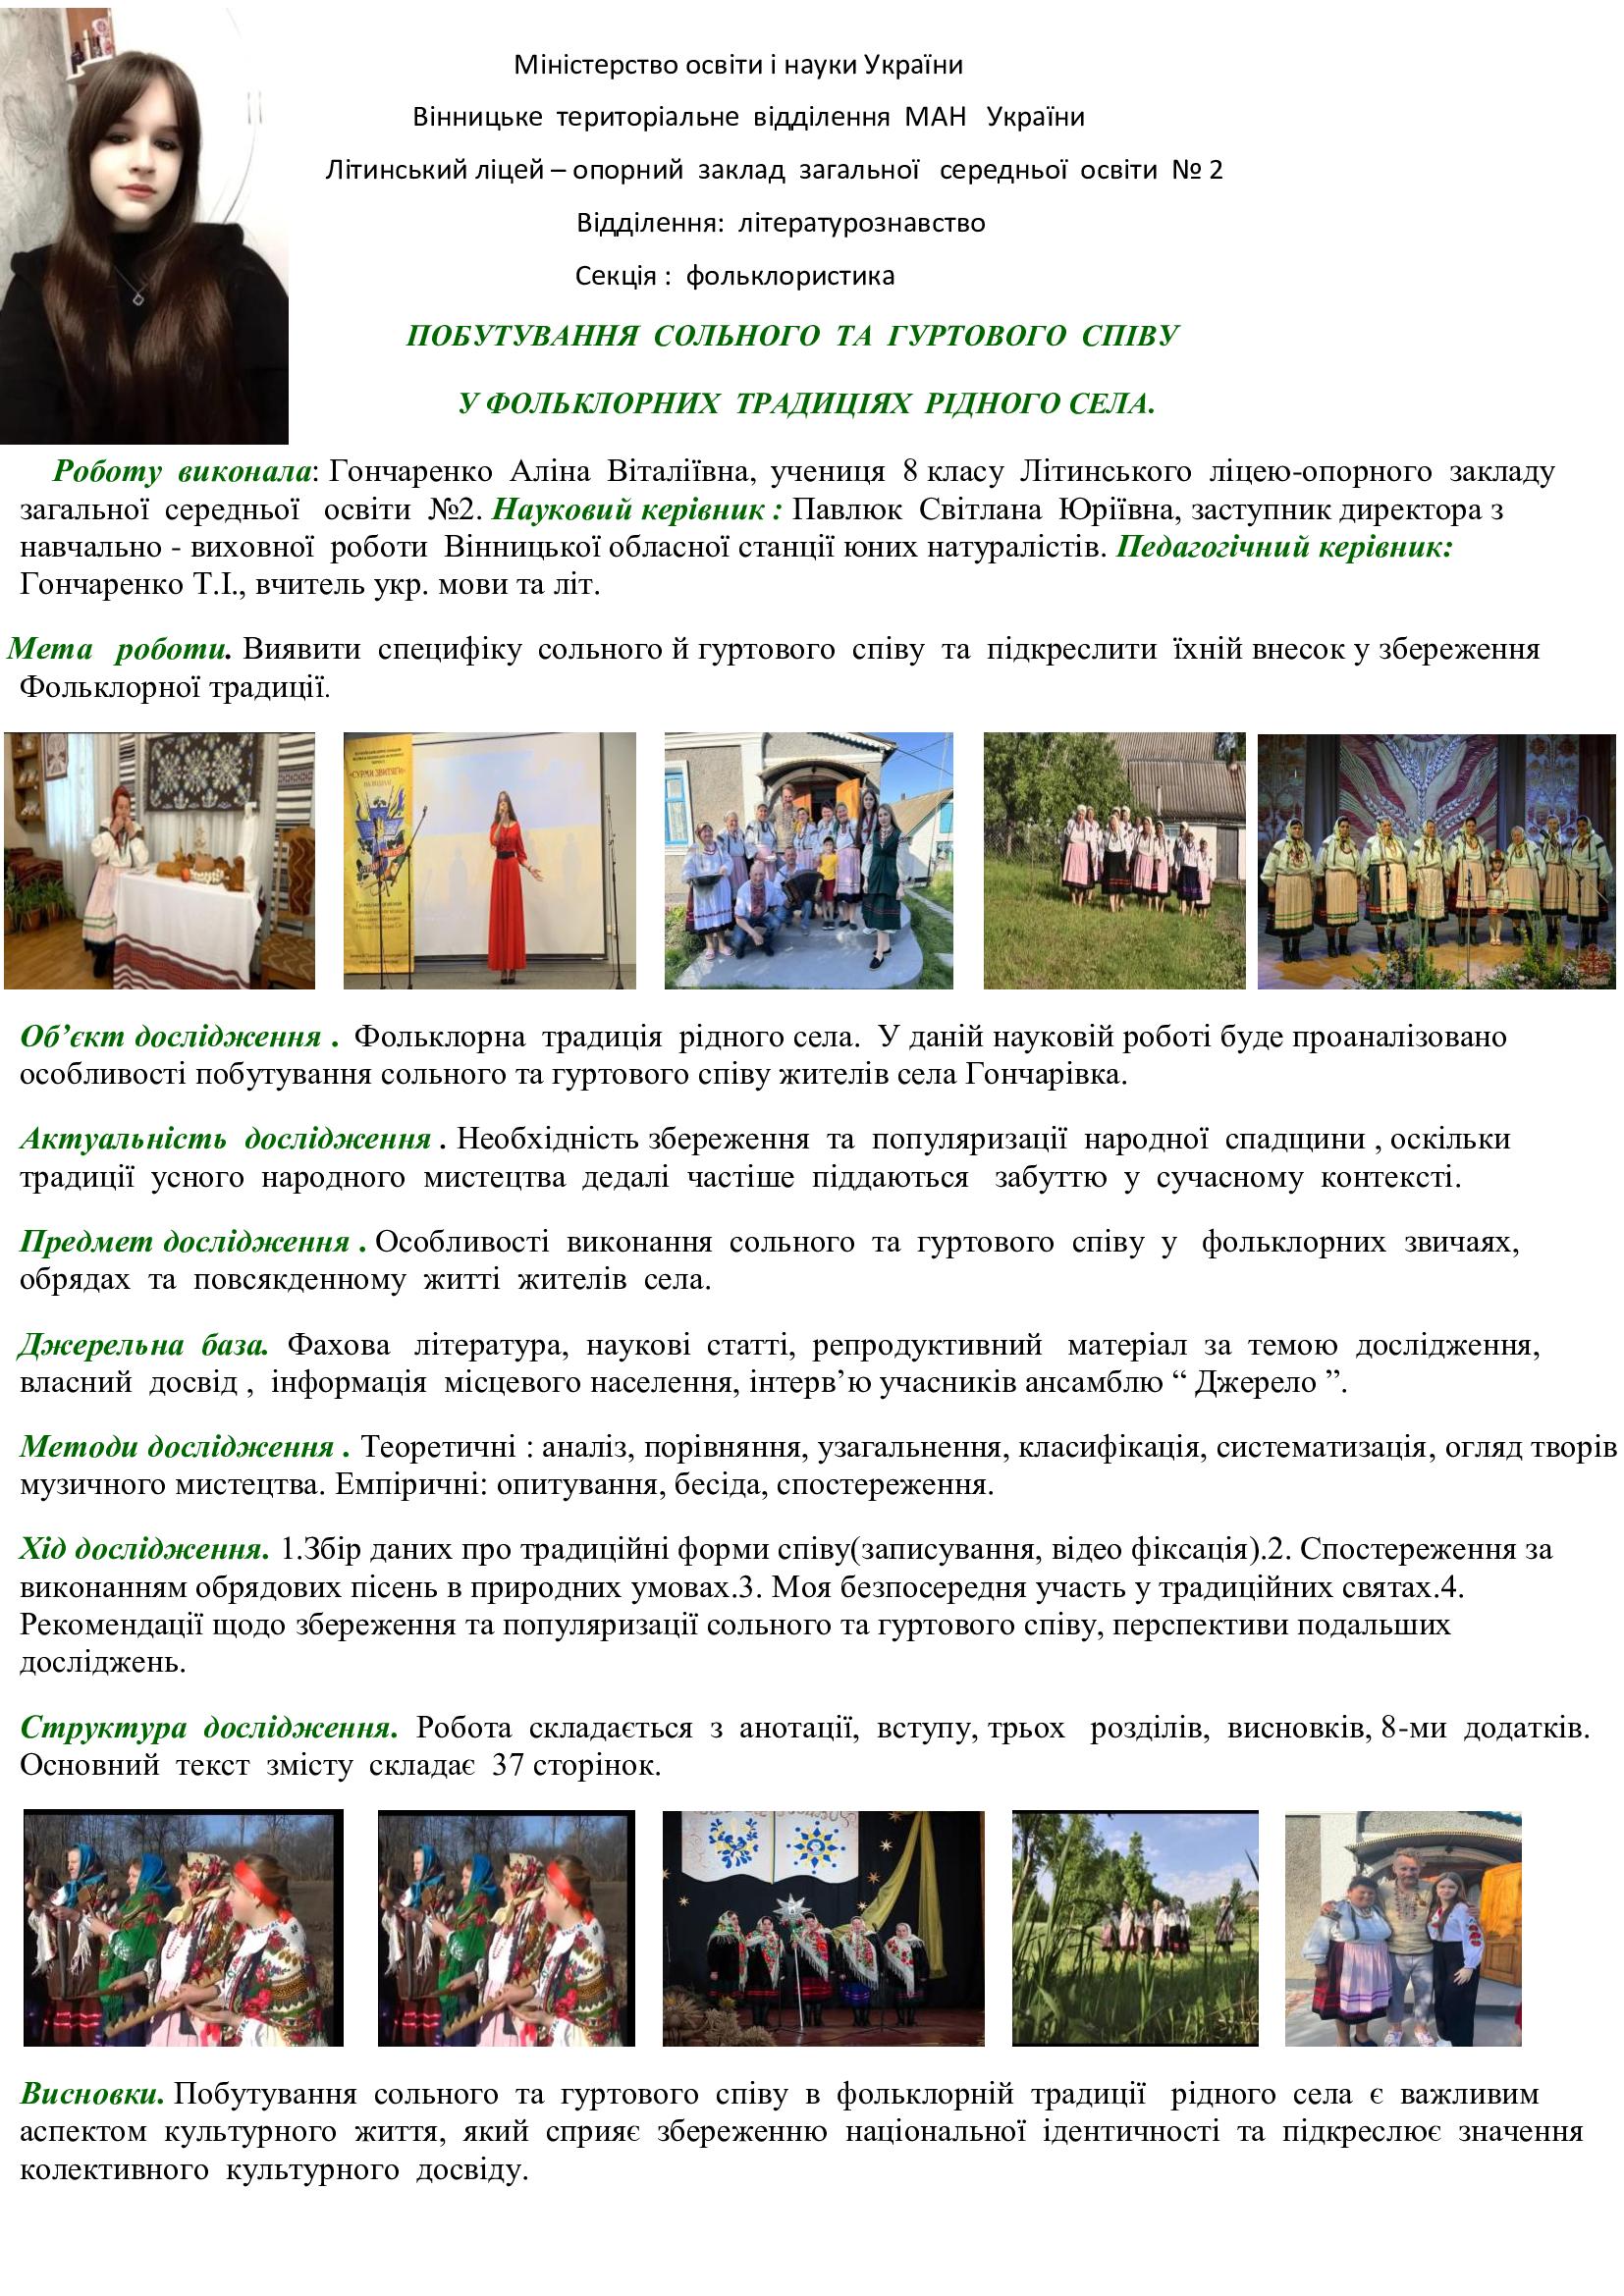 Міністерство освіти і науки України
Вінницьке територіальне відділення МАН України
Літинський ліцей – опорний заклад загальної середньої освіти № 2
Відділення: літературознавство
Секція : фольклористика
ПОБУТУВАННЯ СОЛЬНОГО ТА ГУРТОВОГО СПІВУ
У ФОЛЬКЛОРНИХ ТРАДИЦІЯХ РІДНОГО СЕЛА.
Роботу виконала: Гончаренко Аліна Віталіївна, учениця 8 класу Літинського ліцею-опорного закладу
загальної середньої освіти №2. Науковий керівник : Павлюк Світлана Юріївна, заступник директора з
навчально - виховної роботи Вінницької обласної станції юних натуралістів. Педагогічний керівник:
Гончаренко Т.І., вчитель укр. мови та літ.
Мета роботи. Виявити специфіку сольного й гуртового співу та підкреслити їхній внесок у збереження
Фольклорної традиції.
«СУРМИ ЗВИТЯГИ»
Об’єкт дослідження . Фольклорна традиція рідного села. У даній науковій роботі буде проаналізовано
особливості побутування сольного та гуртового співу жителів села Гончарівка.
Актуальність дослідження . Необхідність збереження та популяризації народної спадщини , оскільки
традиції усного народного мистецтва дедалі частіше піддаються забуттю у сучасному контексті.
Предмет дослідження . Особливості виконання сольного та гуртового співу у фольклорних звичаях,
обрядах та повсякденному житті жителів села.
Джерельна база. Фахова література, наукові статті, репродуктивний матеріал за темою дослідження,
власний досвід , інформація місцевого населення, інтерв’ю учасників ансамблю “ Джерело ”.
Методи дослідження . Теоретичні : аналіз, порівняння, узагальнення, класифікація, систематизація, огляд творів
музичного мистецтва. Емпіричні: опитування, бесіда, спостереження.
Хід дослідження. 1.Збір даних про традиційні форми співу(записування, відео фіксація).2. Спостереження за
виконанням обрядових пісень в природних умовах.3. Моя безпосередня участь у традиційних святах.4.
Рекомендації щодо збереження та популяризації сольного та гуртового співу, перспективи подальших
досліджень.
Структура дослідження. Робота складається з анотації, вступу, трьох розділів, висновків, 8-ми додатків.
Основний текст змісту складає 37 сторінок.
Висновки. Побутування сольного та гуртового співу в фольклорній традиції рідного села є важливим
аспектом культурного життя, який сприяє збереженню національної ідентичності та підкреслює значення
колективного культурного досвіду.